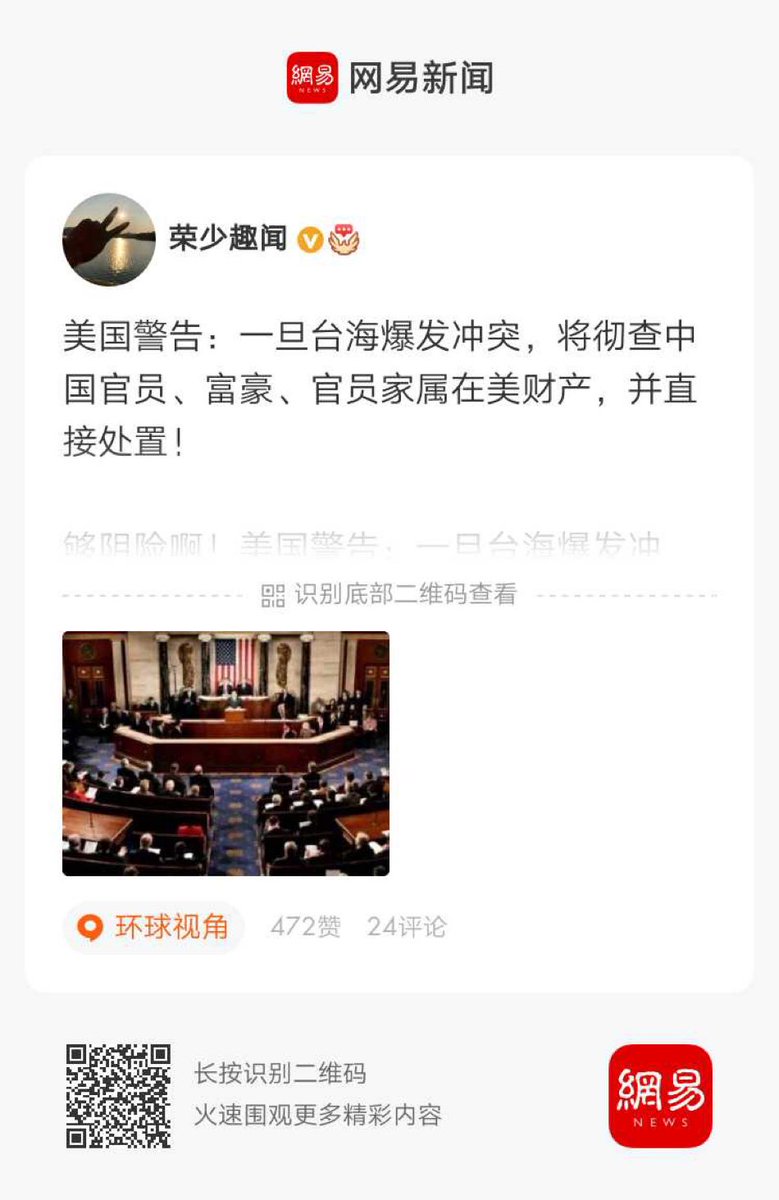 網易
NEWS
网易新闻
荣少趣闻
美国警告：一旦台海爆发冲突，将彻查中
国官员、富豪、官员家属在美财产，并直
接处置！
够阴险啊！美国警告：一旦台海爆发冲
识别底部二维码查看
环球视角 472赞 24评论
长按识别二维码
火速围观更多精彩内容
網易
NEWS